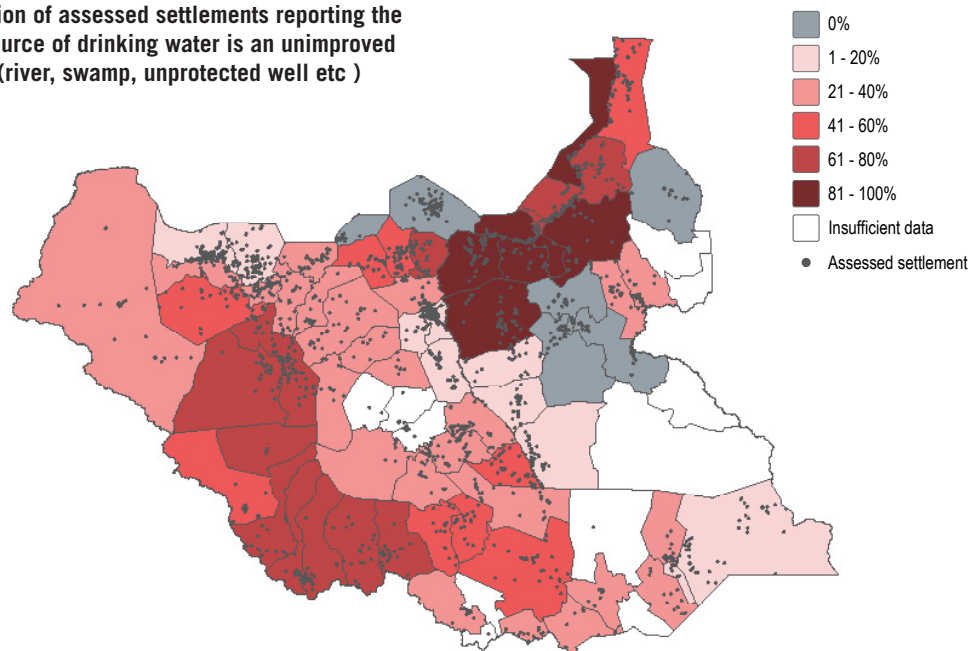 ion of assessed settlements reporting the
ource of drinking water is an unimproved
(river, swamp, unprotected well etc )
0%
1 - 20%
21 - 40%
41 - 60%
61 - 80%
81 - 100%
Insufficient data
Assessed settlement